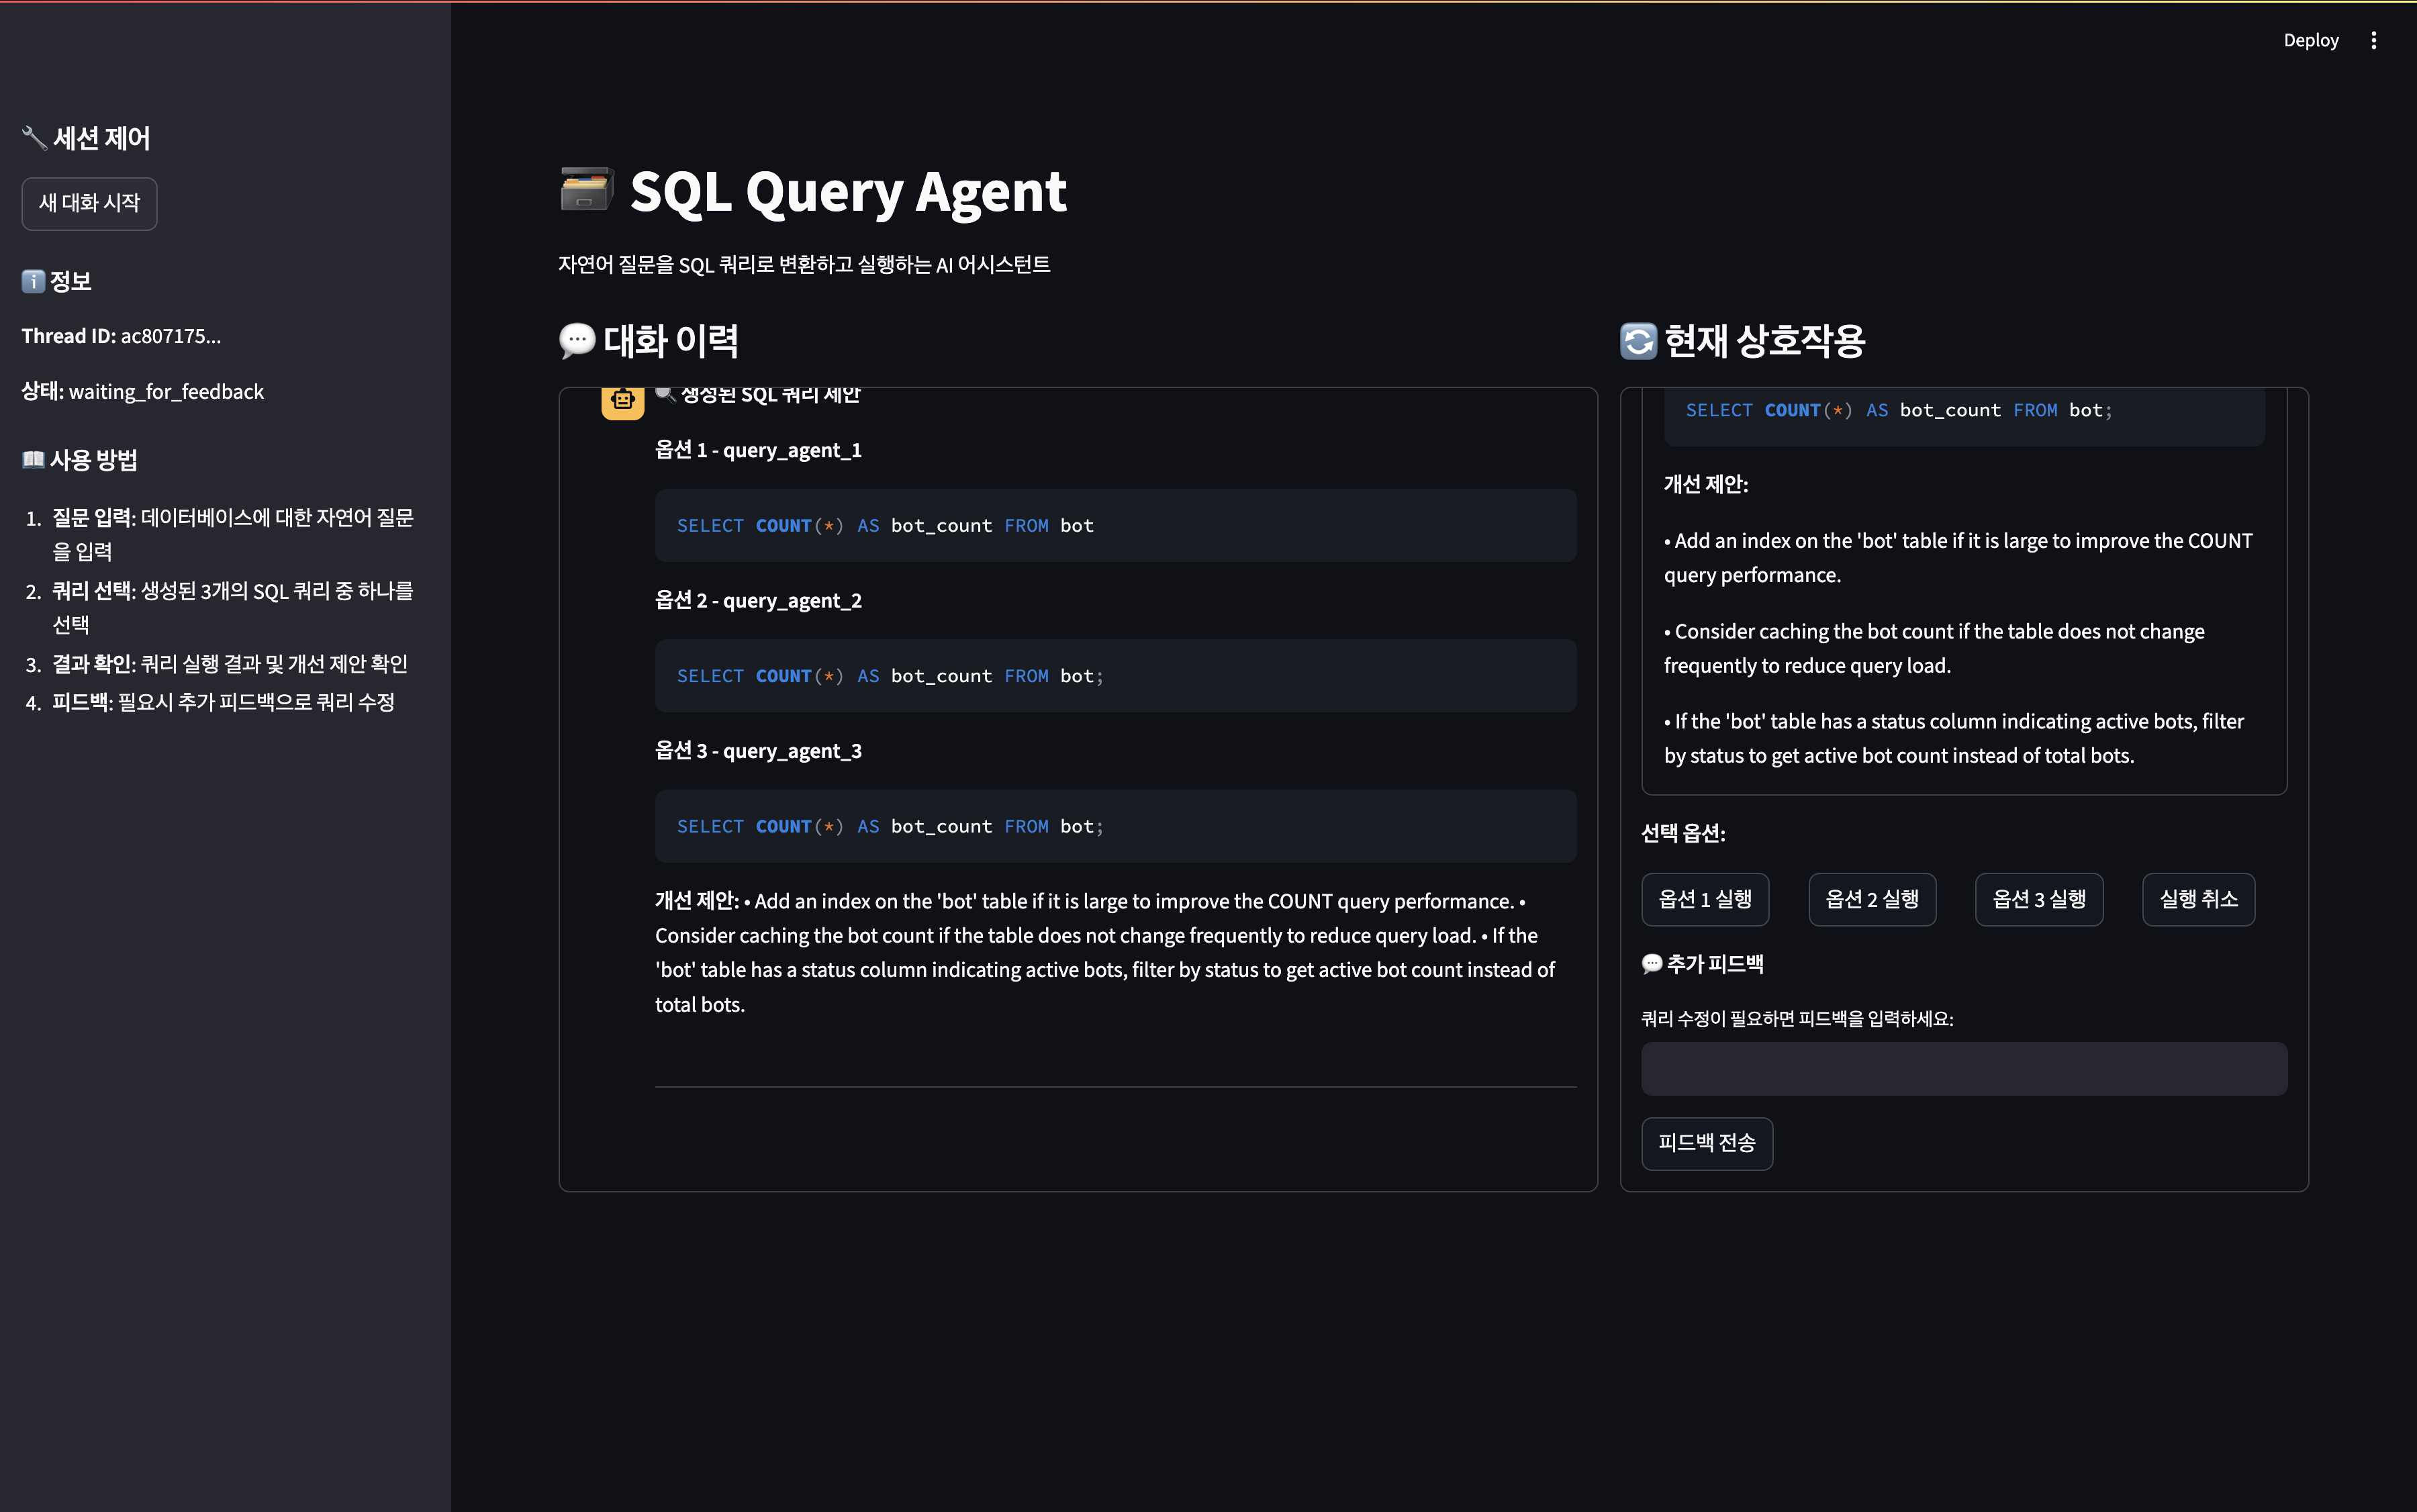 Deploy
세션 제어
새 대화 시작
정보
Thread ID: ac807175...
상태: waiting_for_feedback
사용 방법
1. 질문 입력: 데이터베이스에 대한 자연어 질문
을 입력
2. 쿼리 선택: 생성된 3개의 SQL 쿼리 중 하나를
선택
3. 결과 확인: 쿼리 실행 결과 및 개선 제안 확인
4. 피드백: 필요시 추가 피드백으로 쿼리 수정
SQL Query Agent
자연어 질문을 SQL 쿼리로 변환하고 실행하는 AI 어시스턴트
대화 이력
생성된 SQL 쿼리 제안
옵션 1 - query_agent_1
SELECT COUNT(*) AS bot_count FROM bot
옵션 2 - query_agent_2
SELECT COUNT(*) AS bot_count FROM bot;
옵션 3 - query_agent_3
SELECT COUNT(*) AS bot_count FROM bot;
개선 제안: • Add an index on the 'bot' table if it is large to improve the COUNT query performance. •
Consider caching the bot count if the table does not change frequently to reduce query load. • If the
'bot' table has a status column indicating active bots, filter by status to get active bot count instead of
total bots.
현재 상호작용
SELECT COUNT(*) AS bot_count FROM bot;
개선 제안:
• Add an index on the 'bot' table if it is large to improve the COUNT
query performance.
• Consider caching the bot count if the table does not change
frequently to reduce query load.
• If the 'bot' table has a status column indicating active bots, filter
by status to get active bot count instead of total bots.
선택 옵션:
옵션 1 실행
옵션 2 실행
옵션 3 실행
실행 취소
추가 피드백
쿼리 수정이 필요하면 피드백을 입력하세요:
피드백 전송